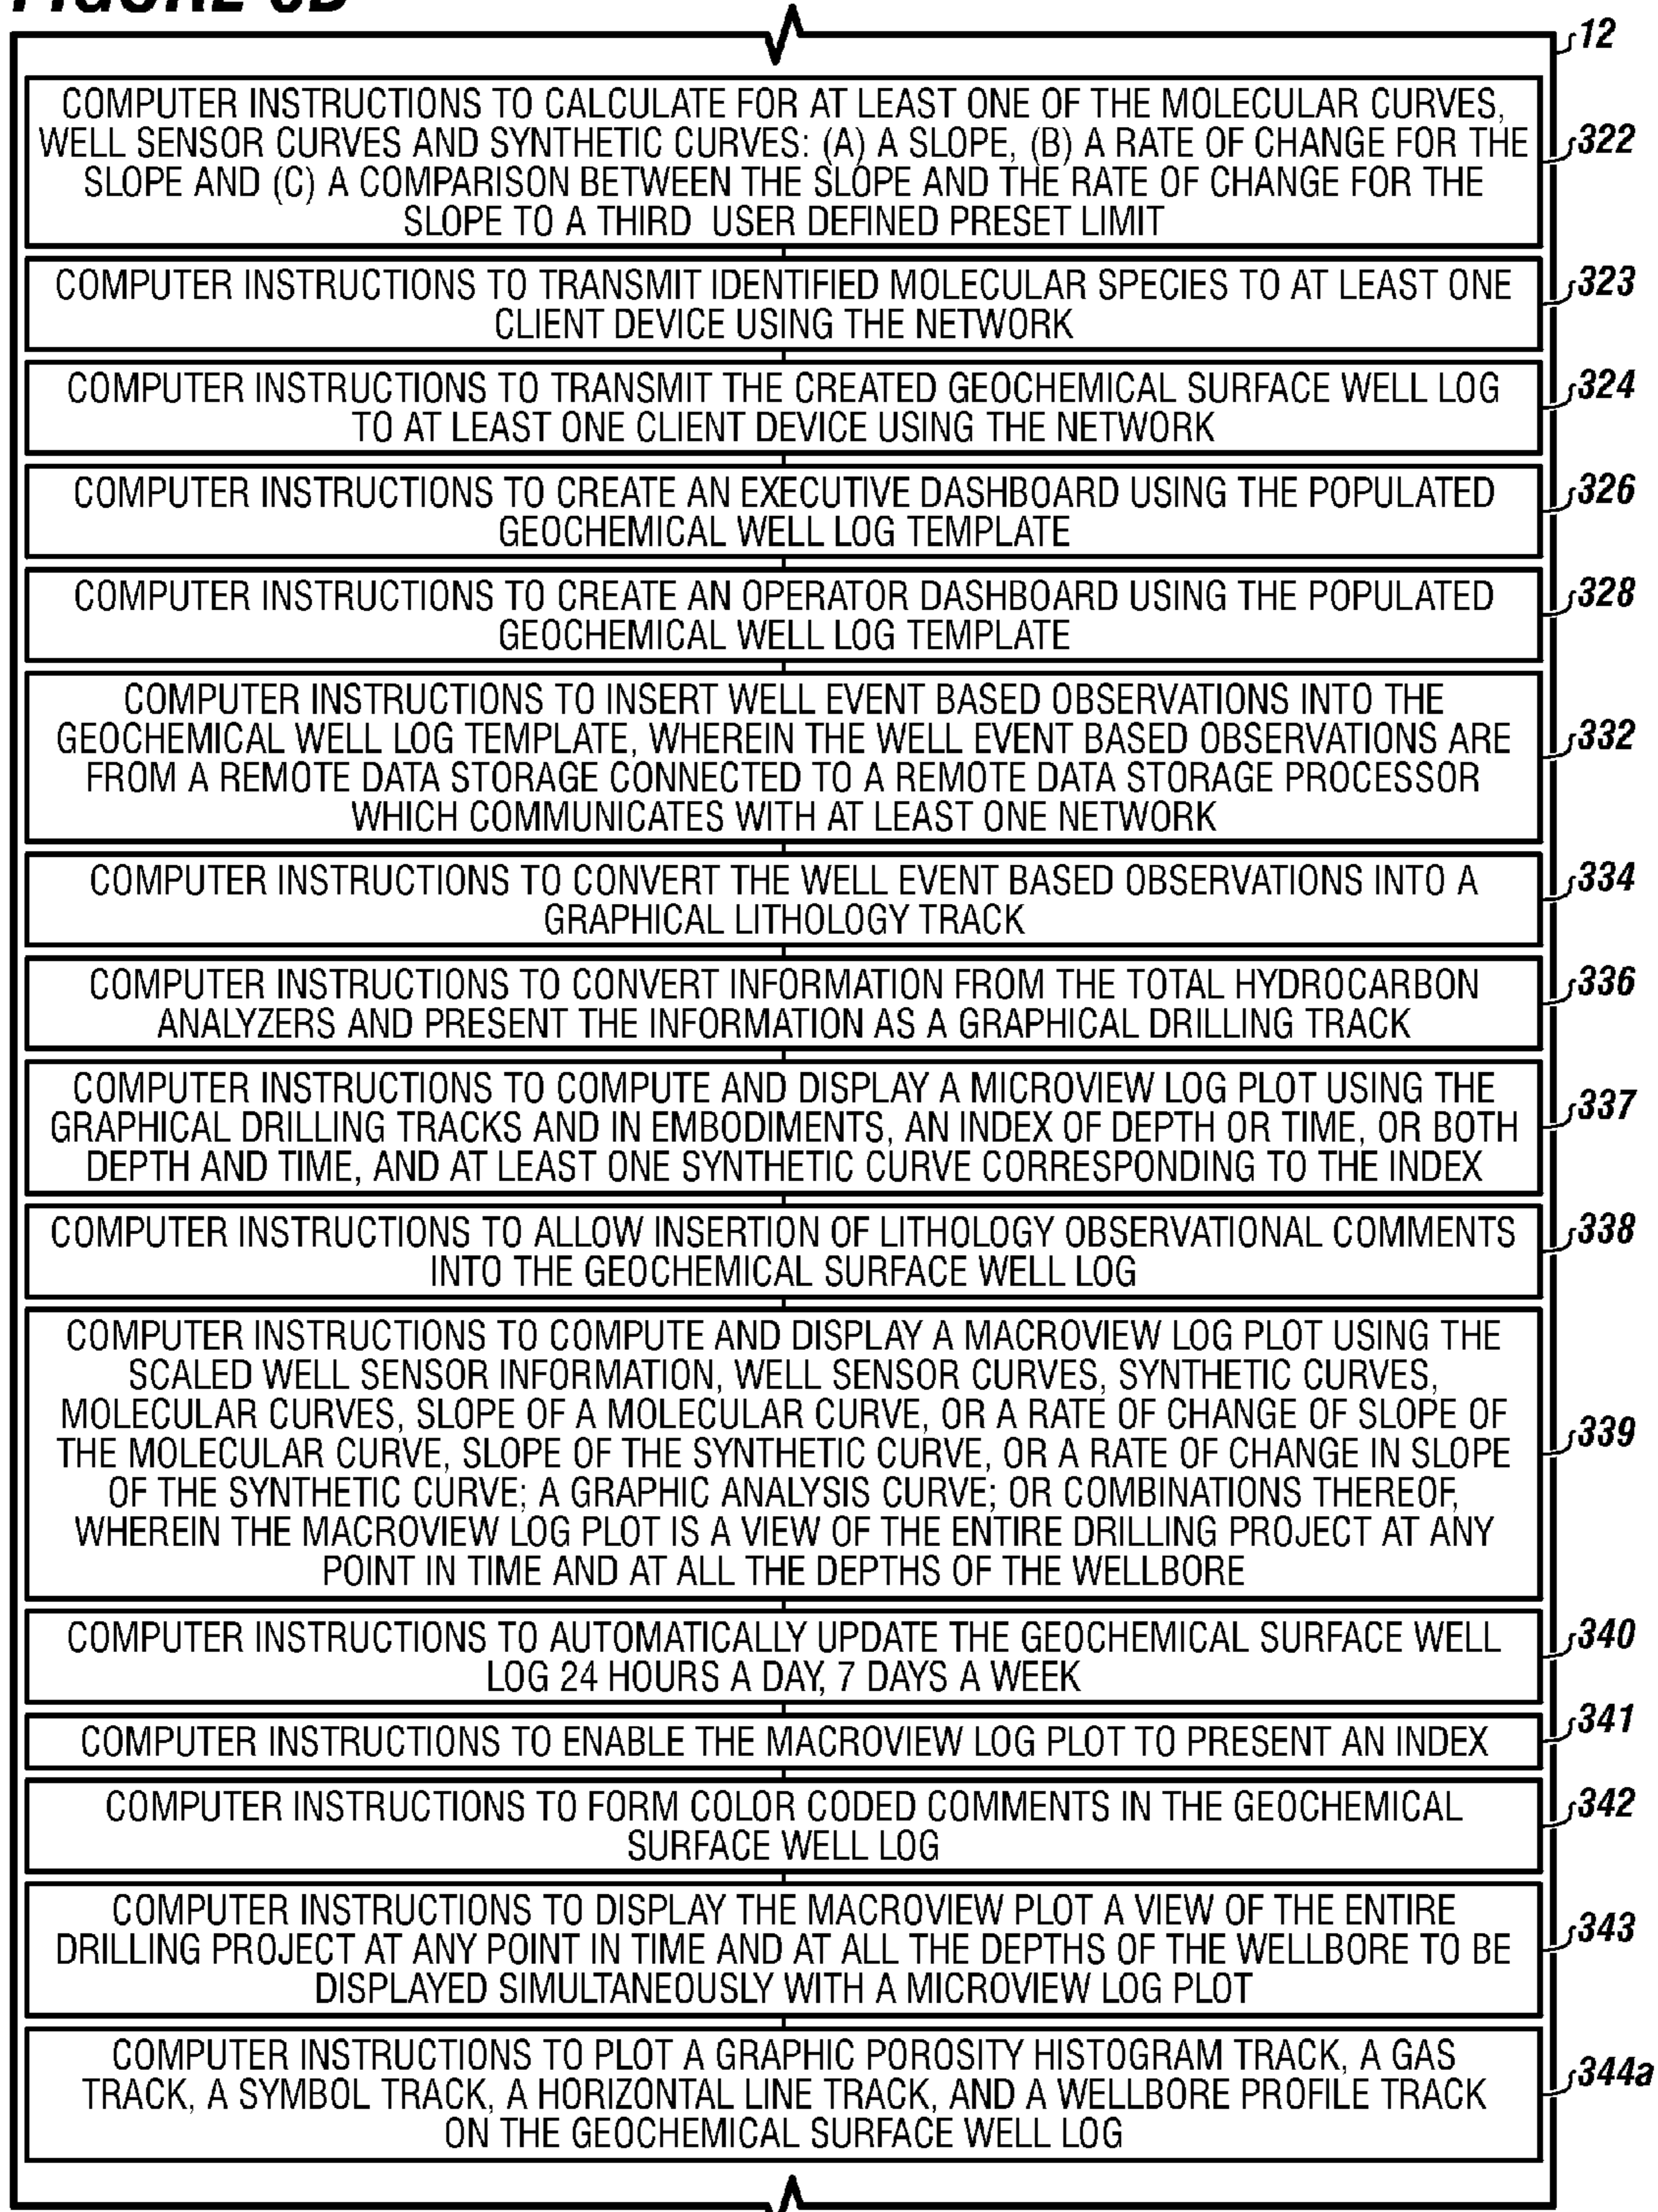 12
COMPUTER INSTRUCTIONS TO CALCULATE FOR AT LEAST ONE OF THE MOLECULAR CURVES,
WELL SENSOR CURVES AND SYNTHETIC CURVES: (A) A SLOPE, (B) A RATE OF CHANGE FOR THE
SLOPE AND (C) A COMPARISON BETWEEN THE SLOPE AND THE RATE OF CHANGE FOR THE
SLOPE TO A THIRD USER DEFINED PRESET LIMIT
322
COMPUTER INSTRUCTIONS TO TRANSMIT IDENTIFIED MOLECULAR SPECIES TO AT LEAST ONE
CLIENT DEVICE USING THE NETWORK
323
COMPUTER INSTRUCTIONS TO TRANSMIT THE CREATED GEOCHEMICAL SURFACE WELL LOG
TO AT LEAST ONE CLIENT DEVICE USING THE NETWORK
324
COMPUTER INSTRUCTIONS TO CREATE AN EXECUTIVE DASHBOARD USING THE POPULATED
GEOCHEMICAL WELL LOG TEMPLATE
326
COMPUTER INSTRUCTIONS TO CREATE AN OPERATOR DASHBOARD USING THE POPULATED
GEOCHEMICAL WELL LOG TEMPLATE
328
COMPUTER INSTRUCTIONS TO INSERT WELL EVENT BASED OBSERVATIONS INTO THE
GEOCHEMICAL WELL LOG TEMPLATE, WHEREIN THE WELL EVENT BASED OBSERVATIONS ARE
FROM A REMOTE DATA STORAGE CONNECTED TO A REMOTE DATA STORAGE PROCESSOR
WHICH COMMUNICATES WITH AT LEAST ONE NETWORK
332
COMPUTER INSTRUCTIONS TO CONVERT THE WELL EVENT BASED OBSERVATIONS INTO A
GRAPHICAL LITHOLOGY TRACK
334
COMPUTER INSTRUCTIONS TO CONVERT INFORMATION FROM THE TOTAL HYDROCARBON
ANALYZERS AND PRESENT THE INFORMATION AS A GRAPHICAL DRILLING TRACK
336
COMPUTER INSTRUCTIONS TO COMPUTE AND DISPLAY A MICROVIEW LOG PLOT USING THE
GRAPHICAL DRILLING TRACKS AND IN EMBODIMENTS, AN INDEX OF DEPTH OR TIME, OR BOTH
DEPTH AND TIME, AND AT LEAST ONE SYNTHETIC CURVE CORRESPONDING TO THE INDEX
337
COMPUTER INSTRUCTIONS TO ALLOW INSERTION OF LITHOLOGY OBSERVATIONAL COMMENTS
INTO THE GEOCHEMICAL SURFACE WELL LOG
338
COMPUTER INSTRUCTIONS TO COMPUTE AND DISPLAY A MACROVIEW LOG PLOT USING THE
SCALED WELL SENSOR INFORMATION, WELL SENSOR CURVES, SYNTHETIC CURVES,
MOLECULAR CURVES, SLOPE OF A MOLECULAR CURVE, OR A RATE OF CHANGE OF SLOPE OF
THE MOLECULAR CURVE, SLOPE OF THE SYNTHETIC CURVE, OR A RATE OF CHANGE IN SLOPE
OF THE SYNTHETIC CURVE; A GRAPHIC ANALYSIS CURVE; OR COMBINATIONS THEREOF,
WHEREIN THE MACROVIEW LOG PLOT IS A VIEW OF THE ENTIRE DRILLING PROJECT AT ANY
POINT IN TIME AND AT ALL THE DEPTHS OF THE WELLBORE
339
COMPUTER INSTRUCTIONS TO AUTOMATICALLY UPDATE THE GEOCHEMICAL SURFACE WELL
LOG 24 HOURS A DAY, 7 DAYS A WEEK
340
COMPUTER INSTRUCTIONS TO ENABLE THE MACROVIEW LOG PLOT TO PRESENT AN INDEX
341
COMPUTER INSTRUCTIONS TO FORM COLOR CODED COMMENTS IN THE GEOCHEMICAL
SURFACE WELL LOG
342
COMPUTER INSTRUCTIONS TO DISPLAY THE MACROVIEW PLOT A VIEW OF THE ENTIRE
DRILLING PROJECT AT ANY POINT IN TIME AND AT ALL THE DEPTHS OF THE WELLBORE TO BE
DISPLAYED SIMULTANEOUSLY WITH A MICROVIEW LOG PLOT
343
COMPUTER INSTRUCTIONS TO PLOT A GRAPHIC POROSITY HISTOGRAM TRACK, A GAS
TRACK, A SYMBOL TRACK, A HORIZONTAL LINE TRACK, AND A WELLBORE PROFILE TRACK
ON THE GEOCHEMICAL SURFACE WELL LOG
344a